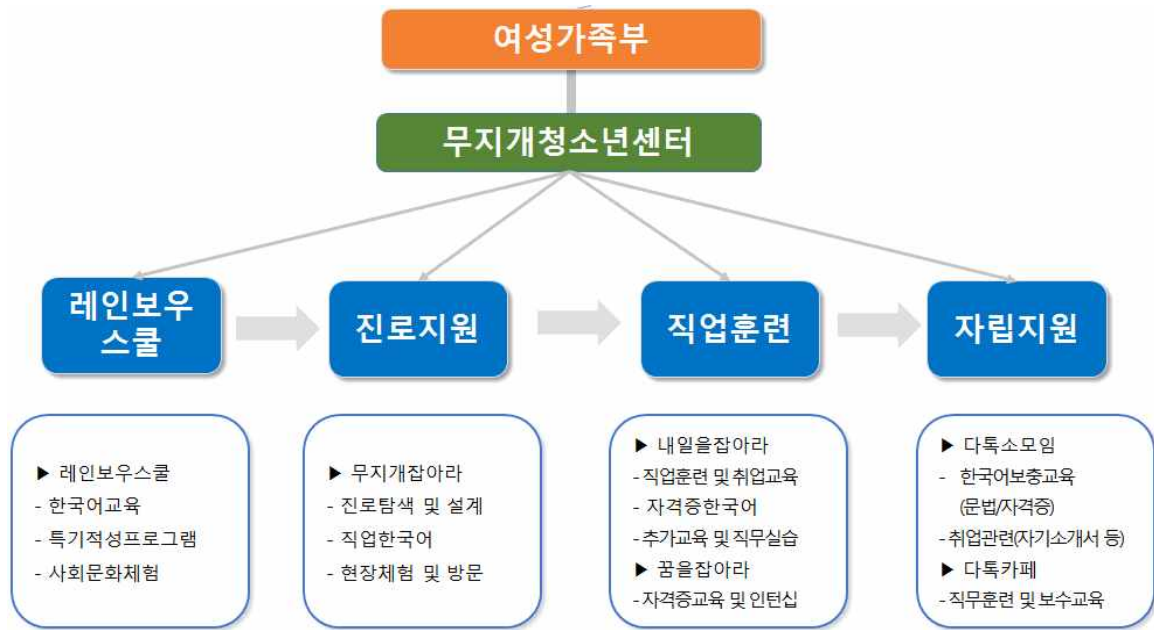 여성가족부
무지개청소년센터
레인보우
스쿨
진로지원
직업훈련
자립지원
▶ 레인보우스쿨
- 한국어교육
- 특기적성프로그램
- 사회문화체험
▶ 무지개잡아라
- 진로탐색 및 설계
- 직업한국어
- 현장체험 및 방문
▶ 내일을잡아라
- 직업훈련 및 취업교육
- 자격증한국어
- 추가교육 및 직무실습
▶ 꿈을잡아라
- 자격증교육 및 인턴십
▶ 다톡소모임
- 한국어보충교육
(문법/자격증)
- 취업관련(자기소개서 등)
▶ 다톡카페
- 직무훈련 및 보수교육